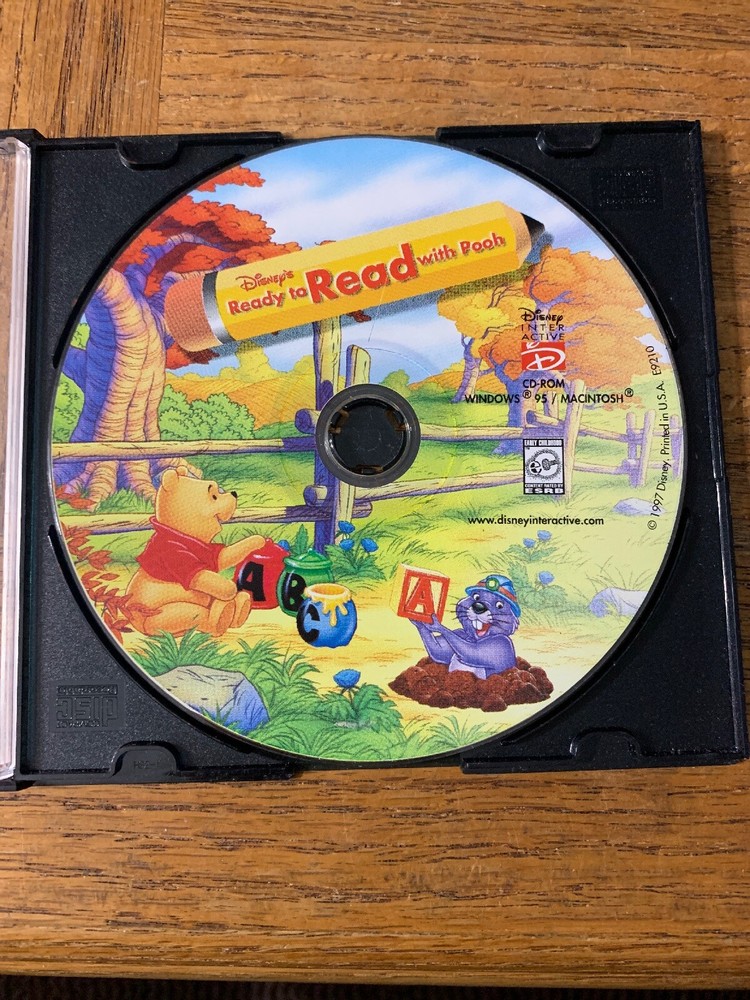 Disney's
Ready to Read with Pooh
Disney
INTER
ACTIVE
D
CD-ROM
WINDOWS® 95 / MACINTOSH®
EARLY CHILDHOOD
CONTENT RATED BY
ESRB
www.disneyinteractive.com
© 1997 Disney. Printed in U.S.A. E9210
A
B
C
A
disc